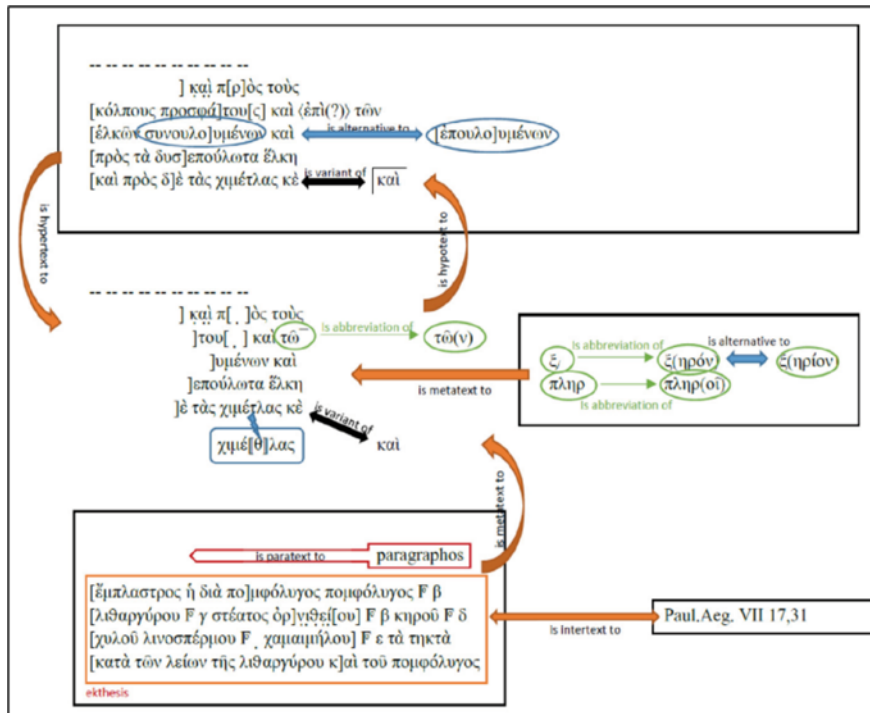 -- -- -- -- -- -- -- -- -- --
] κα̣ὶ̣ π[ρ]ὸς τοὺς
[κόλπους προσφά]του[ς] καὶ ⟨ἐπὶ(?)⟩ τῶν
[ἑλκῶν συνουλο]υμένων καὶ is alternative to [ἐπουλο]υμένων
[πρὸς τὰ δυσ]επούλωτα ἕλκη
[καὶ πρὸς δ]ὲ τὰς χιμέτλας κὲ is variant of καὶ
is hypertext to
is hypotext to
-- -- -- -- -- -- -- -- -- --
] κα̣ὶ̣ π[ ̣ ]ὸς τοὺς
]του[ ̣ ] καὶ τῶ‾ is abbreviation of τῶ(ν)
]υμένων καὶ
]επούλωτα ἕλκη
]ὲ τὰς χιμέτλας κὲ is variant of καὶ
χιμέ⟦θ⟧λας
is metatext to
ξ/ is abbreviation of ξ(ηρόν) is alternative to ξ(ηρίον)
πληρ is abbreviation of πληρ(οῖ)
is metatext to
is paratext to paragraphos
[ἔμπλαστρος ἡ διὰ πο]μφόλυγος πομφόλυγος 𐅻 β
[λιθαργύρου 𐅻 γ στέατος ὀρ]ν̣ι̣θ̣εί̣[ου] 𐅻 β κηροῦ 𐅻 δ
[χυλοῦ λινοσπέρμου 𐅻 ̣ χαμαιμήλου] 𐅻 ε τὰ τηκτὰ
[κατὰ τῶν λείων τῆς λιθαργύρου κ]αὶ τοῦ πομφόλυγος
ekthesis
is intertext to
Paul.Aeg. VII 17,31